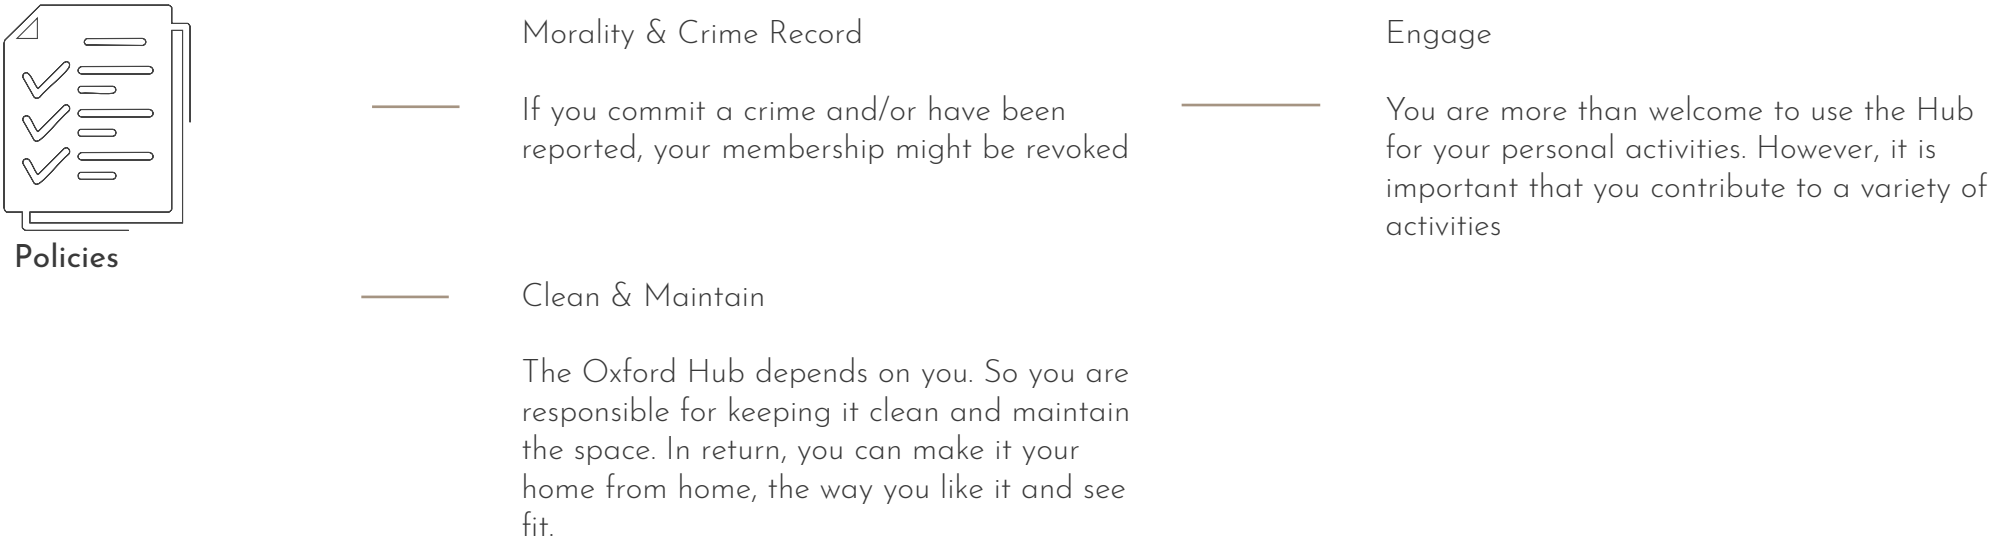 Policies
Morality & Crime Record
If you commit a crime and/or have been
reported, your membership might be revoked
Clean & Maintain
The Oxford Hub depends on you. So you are
responsible for keeping it clean and maintain
the space. In return, you can make it your
home from home, the way you like it and see
fit.
Engage
You are more than welcome to use the Hub
for your personal activities. However, it is
important that you contribute to a variety of
activities